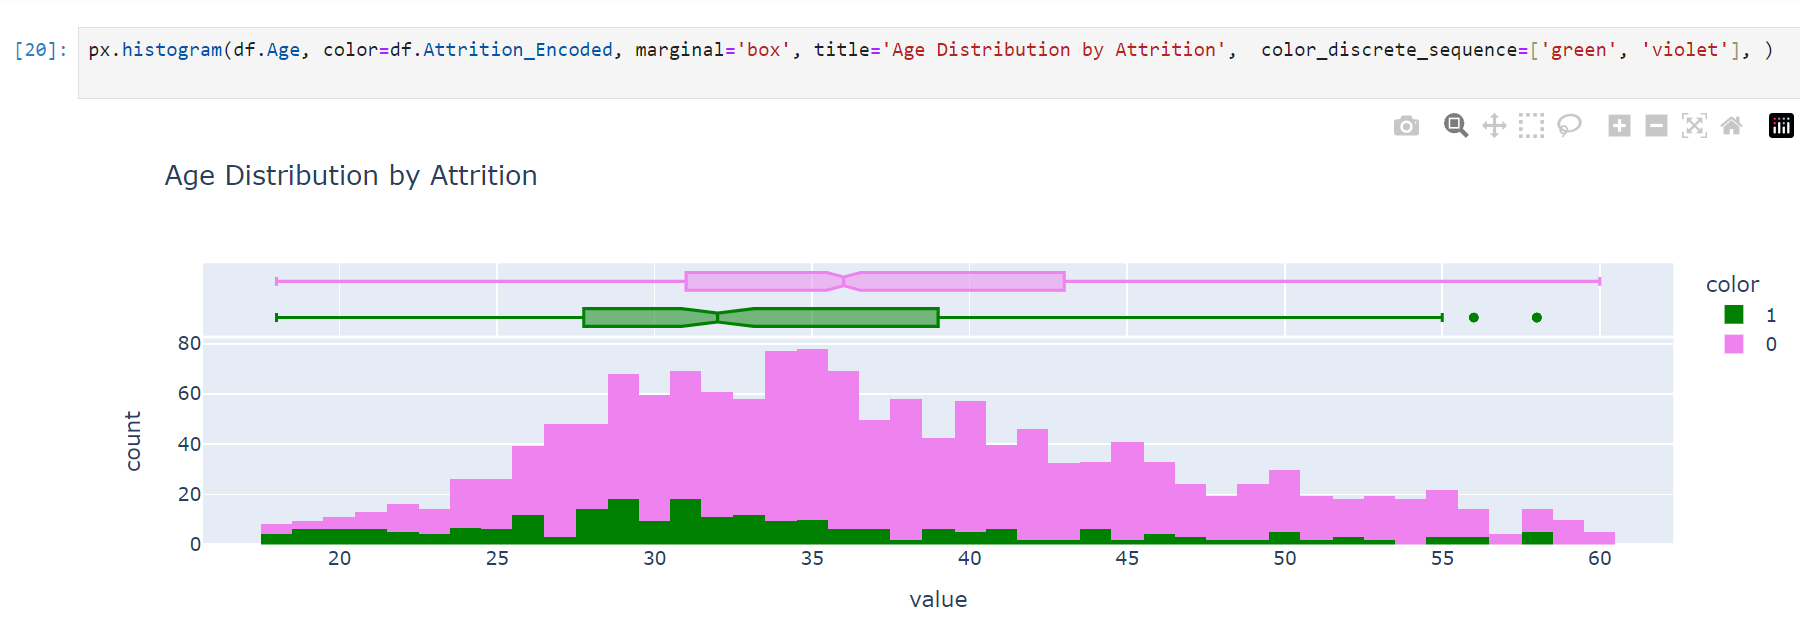 [20]: px.histogram(df.Age, color=df.Attrition_Encoded, marginal='box', title='Age Distribution by Attrition',  color_discrete_sequence=['green', 'violet'], )
Age Distribution by Attrition
color
1
0
80
60
40
20
0
count
20 25 30 35 40 45 50 55 60
value